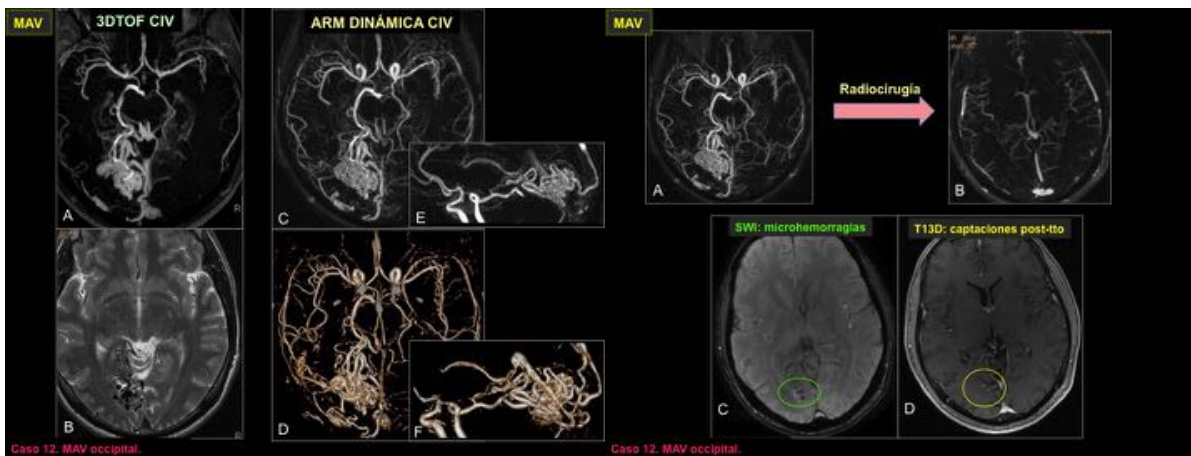 MAV
3DTOF CIV
ARM DINÁMICA CIV
A
R
C
E
B
R
D
F
Caso 12. MAV occipital.
MAV
A
Radiocirugía
B
SWI: microhemorragias
T13D: captaciones post-tto
C
D
Caso 12. MAV occipital.